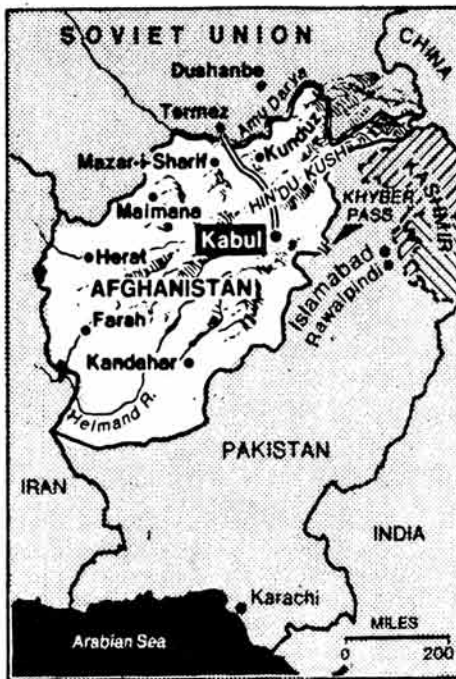 SOVIET UNION
CHINA
Dushanbe
Amu Darya
Termez
Kunduz
Mazar-i-Sharif
HINDU KUSH
KASHMIR
Maimana
KHYBER
PASS
Kabul
Herat
Islamabad
Rawalpindi
AFGHANISTAN
Farah
Kandahar
Helmand R.
PAKISTAN
IRAN
INDIA
Karachi
MILES
Arabian Sea
0 200